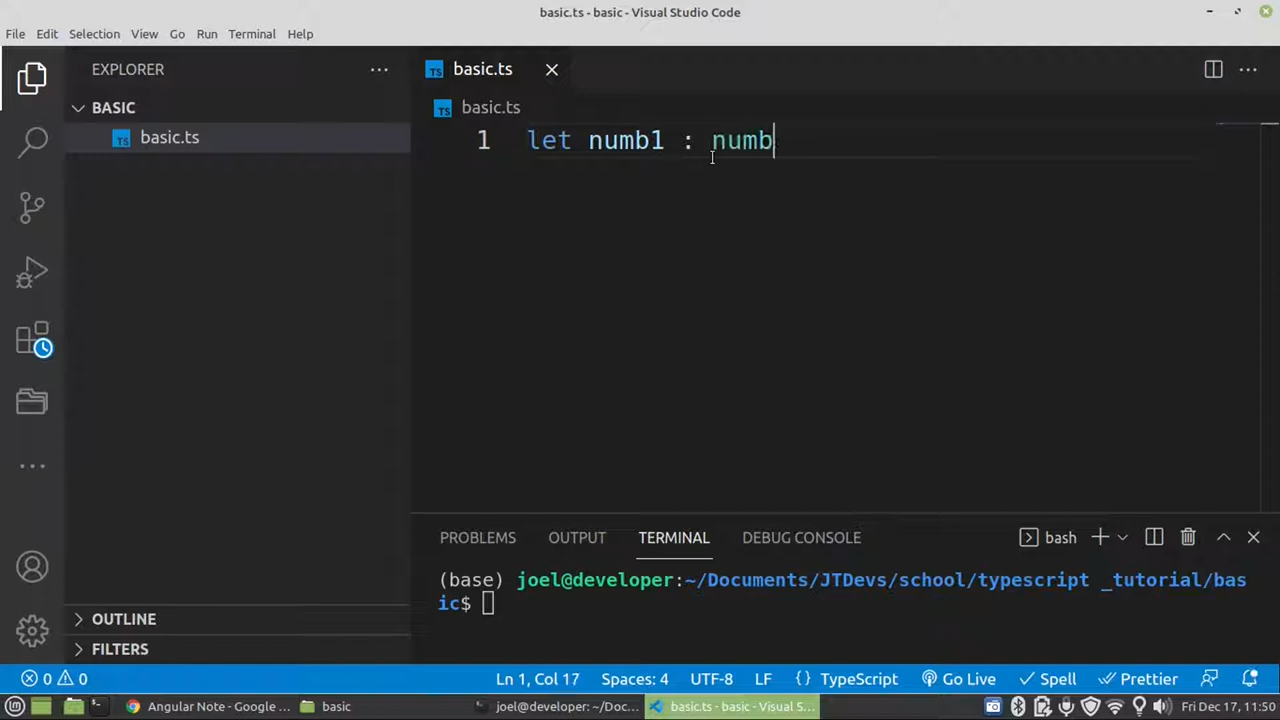 basic.ts - basic - Visual Studio Code
File Edit Selection View Go Run Terminal Help
EXPLORER
TS basic.ts
BASIC
TS basic.ts
TS basic.ts
1 let numb1 : numb
PROBLEMS OUTPUT TERMINAL DEBUG CONSOLE bash
(base) joel@developer:~/Documents/JTDevs/school/typescript _tutorial/bas
ic$
OUTLINE
FILTERS
0 0 Ln 1, Col 17 Spaces: 4 UTF-8 LF {} TypeScript Go Live Spell Prettier
Angular Note - Google ... basic joel@developer: ~/Doc... basic.ts - basic - Visual S... Fri Dec 17, 11:50